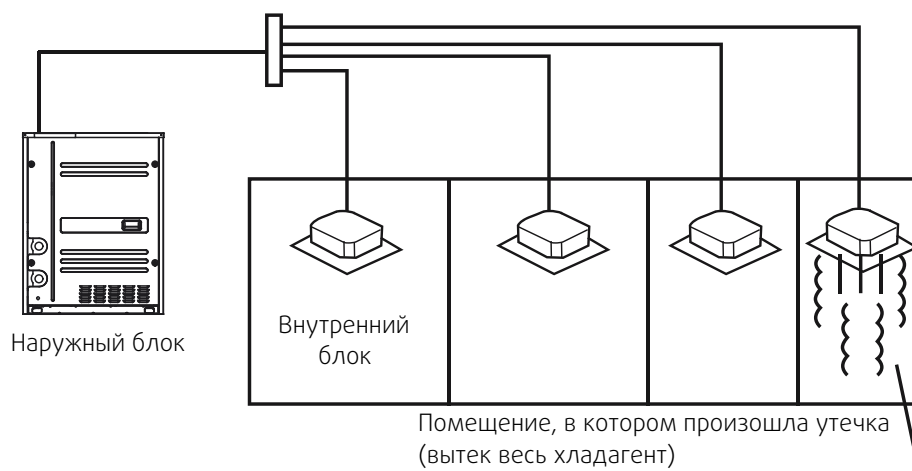 Наружный блок
Внутренний
блок
Помещение, в котором произошла утечка
(вытек весь хладагент)